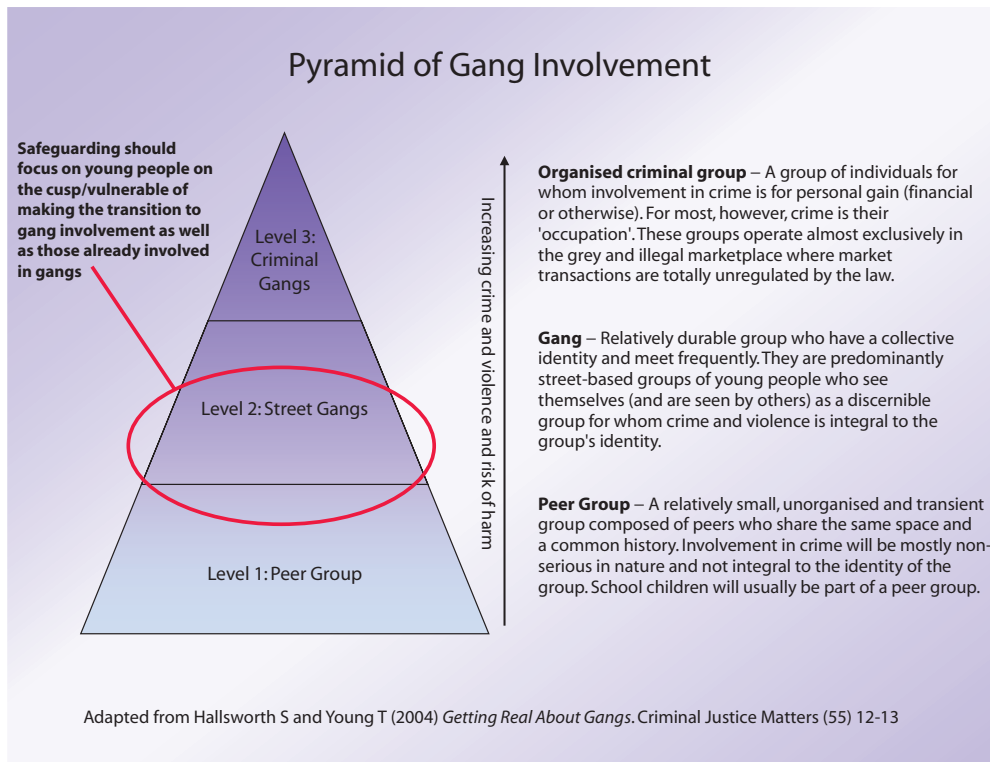 Pyramid of Gang Involvement
Safeguarding should
focus on young people on
the cusp/vulnerable of
making the transition to
gang involvement as well
as those already involved
in gangs
Level 3:
Criminal
Gangs
Level 2: Street Gangs
Level 1: Peer Group
Increasing crime and violence and risk of harm
Organised criminal group – A group of individuals for
whom involvement in crime is for personal gain (financial
or otherwise). For most, however, crime is their
'occupation'. These groups operate almost exclusively in
the grey and illegal marketplace where market
transactions are totally unregulated by the law.
Gang – Relatively durable group who have a collective
identity and meet frequently. They are predominantly
street-based groups of young people who see
themselves (and are seen by others) as a discernible
group for whom crime and violence is integral to the
group's identity.
Peer Group – A relatively small, unorganised and transient
group composed of peers who share the same space and
a common history. Involvement in crime will be mostly non-
serious in nature and not integral to the identity of the
group. School children will usually be part of a peer group.
Adapted from Hallsworth S and Young T (2004) Getting Real About Gangs. Criminal Justice Matters (55) 12-13